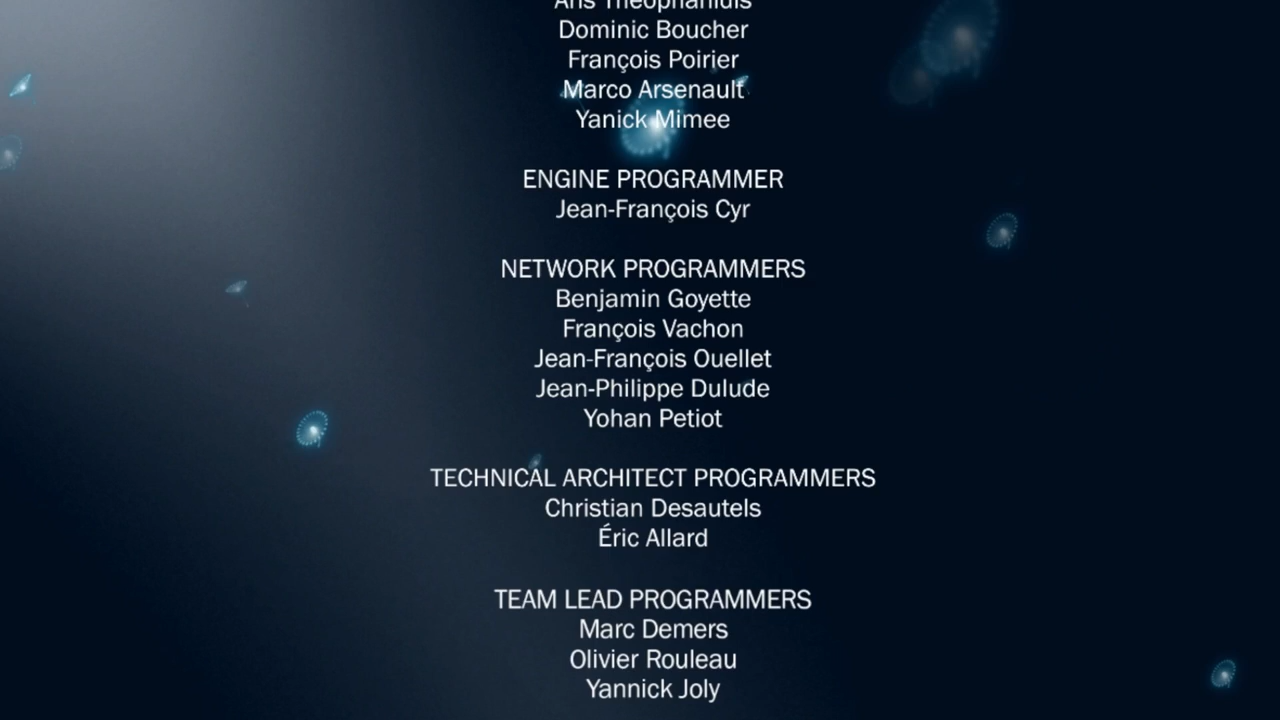 Aris Theophanidis
Dominic Boucher
François Poirier
Marco Arsenault
Yanick Mimee
ENGINE PROGRAMMER
Jean-François Cyr
NETWORK PROGRAMMERS
Benjamin Goyette
François Vachon
Jean-François Ouellet
Jean-Philippe Dulude
Yohan Petiot
TECHNICAL ARCHITECT PROGRAMMERS
Christian Desautels
Éric Allard
TEAM LEAD PROGRAMMERS
Marc Demers
Olivier Rouleau
Yannick Joly